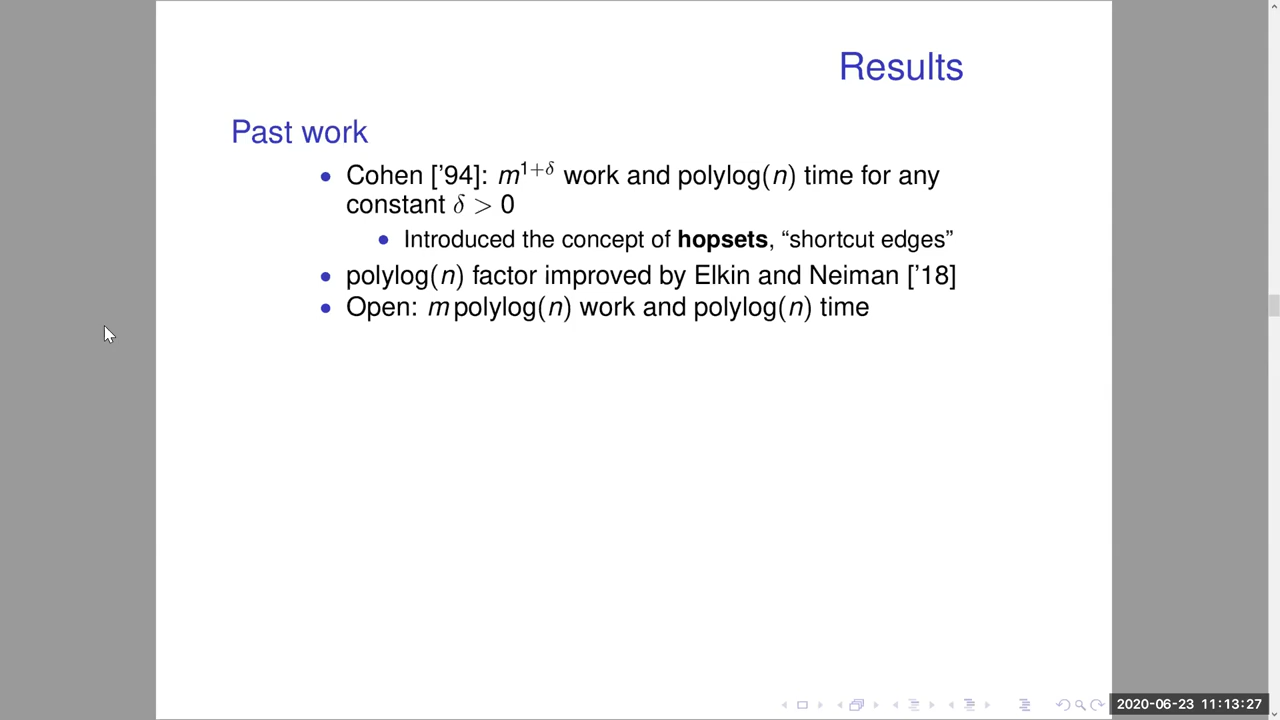 Results
Past work
• Cohen [’94]: m^{1+δ} work and polylog(n) time for any
constant δ > 0
• Introduced the concept of hopsets, “shortcut edges”
• polylog(n) factor improved by Elkin and Neiman [’18]
• Open: m polylog(n) work and polylog(n) time
2020-06-23 11:13:27